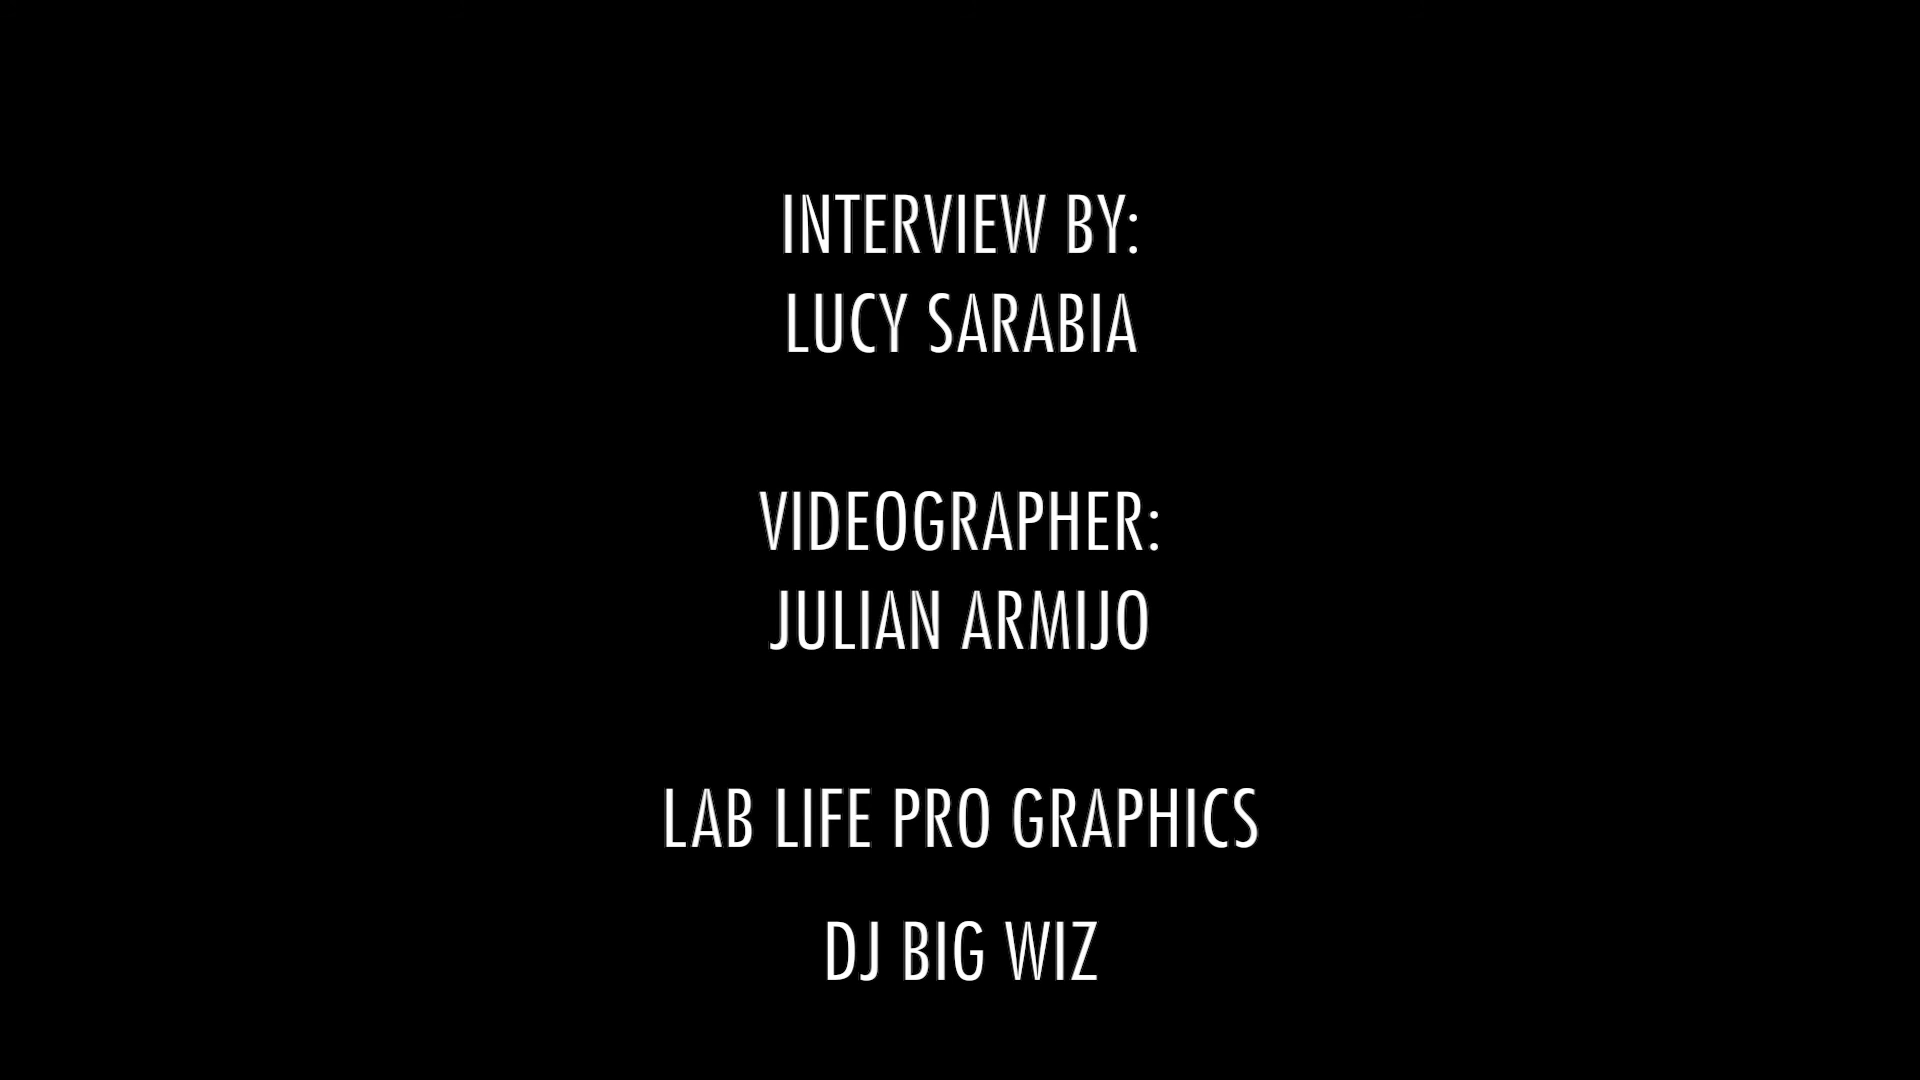 INTERVIEW BY:
LUCY SARABIA
VIDEOGRAPHER:
JULIAN ARMIJO
LAB LIFE PRO GRAPHICS
DJ BIG WIZ